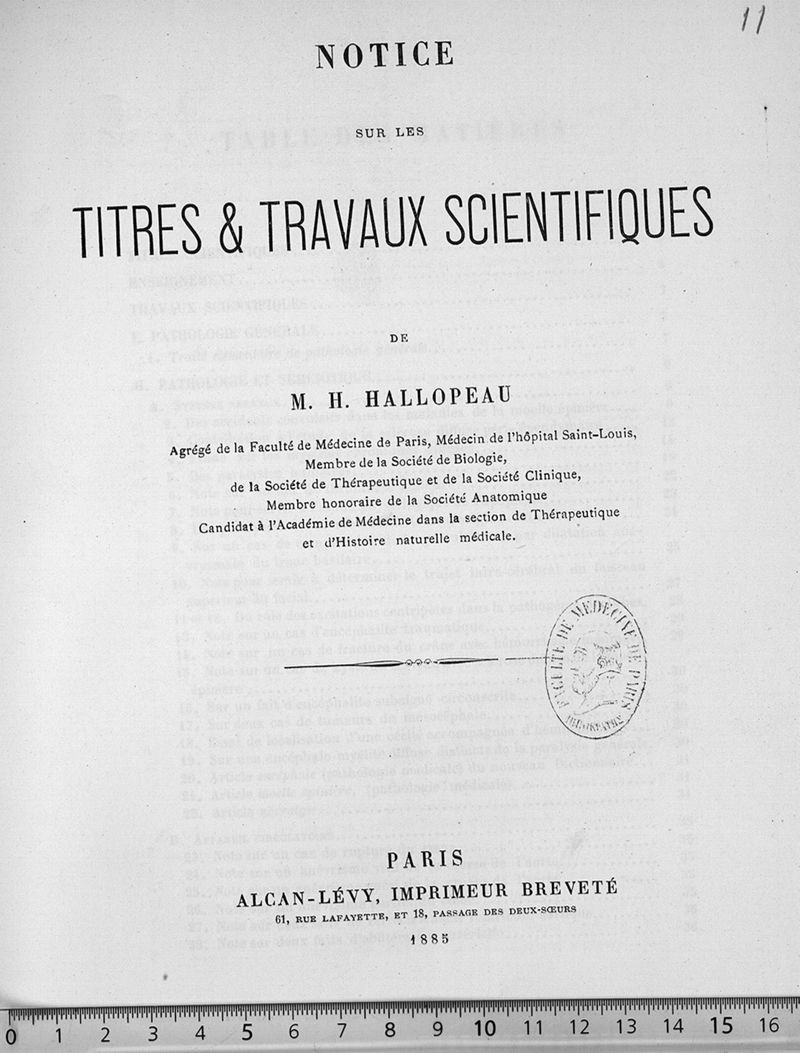 11
NOTICE
SUR LES
TITRES & TRAVAUX SCIENTIFIQUES
DE
M. H. HALLOPEAU
Agrégé de la Faculté de Médecine de Paris, Médecin de l'hôpital Saint-Louis,
Membre de la Société de Biologie,
de la Société de Thérapeutique et de la Société Clinique,
Membre honoraire de la Société Anatomique
Candidat à l'Académie de Médecine dans la section de Thérapeutique
et d'Histoire naturelle médicale.
FACULTÉ DE MÉDECINE DE PARIS
PARIS
ALCAN-LÉVY, IMPRIMEUR BREVETÉ
61, RUE LAFAYETTE, ET 18, PASSAGE DES DEUX-SŒURS
1885
0 1 2 3 4 5 6 7 8 9 10 11 12 13 14 15 16